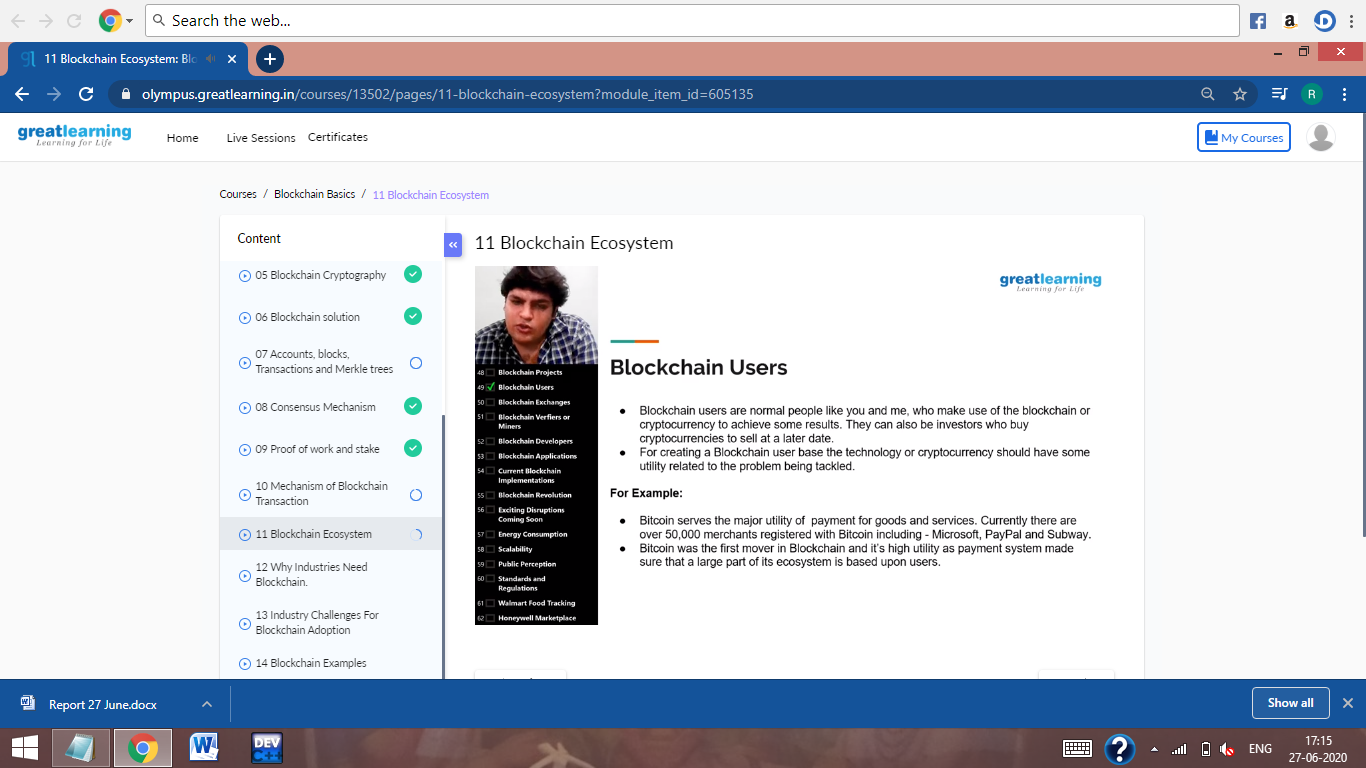 Search the web...
11 Blockchain Ecosystem: Blo
olympus.greatlearning.in/courses/13502/pages/11-blockchain-ecosystem?module_item_id=605135
R
greatlearning
Learning for Life
Home
Live Sessions
Certificates
My Courses
Courses / Blockchain Basics / 11 Blockchain Ecosystem
Content
05 Blockchain Cryptography
06 Blockchain solution
07 Accounts, blocks,
Transactions and Merkle trees
08 Consensus Mechanism
09 Proof of work and stake
10 Mechanism of Blockchain
Transaction
11 Blockchain Ecosystem
12 Why Industries Need
Blockchain.
13 Industry Challenges For
Blockchain Adoption
14 Blockchain Examples
11 Blockchain Ecosystem
greatlearning
Learning for Life
48 Blockchain Projects
49 Blockchain Users
50 Blockchain Exchanges
51 Blockchain Verfiers or
Miners
52 Blockchain Developers
53 Blockchain Applications
54 Current Blockchain
Implementations
55 Blockchain Revolution
56 Exciting Disruptions
Coming Soon
57 Energy Consumption
58 Scalability
59 Public Perception
60 Standards and
Regulations
61 Walmart Food Tracking
62 Honeywell Marketplace
Blockchain Users
● Blockchain users are normal people like you and me, who make use of the blockchain or
cryptocurrency to achieve some results. They can also be investors who buy
cryptocurrencies to sell at a later date.
● For creating a Blockchain user base the technology or cryptocurrency should have some
utility related to the problem being tackled.
For Example:
● Bitcoin serves the major utility of payment for goods and services. Currently there are
over 50,000 merchants registered with Bitcoin including - Microsoft, PayPal and Subway.
● Bitcoin was the first mover in Blockchain and it's high utility as payment system made
sure that a large part of its ecosystem is based upon users.
Report 27 June.docx
Show all
DEV
C++
ENG
17:15
27-06-2020